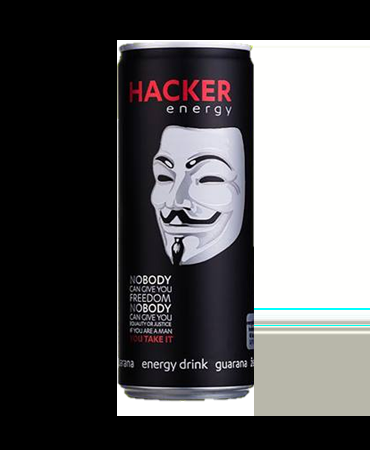 HACKER
energy
NOBODY
CAN GIVE YOU
FREEDOM
NOBODY
CAN GIVE YOU
EQUALITY OR JUSTICE
IF YOU ARE A MAN
YOU TAKE IT
arana energy drink guarana